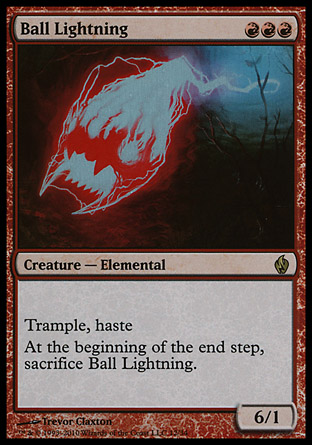 Ball Lightning
Creature — Elemental
Trample, haste
At the beginning of the end step,
sacrifice Ball Lightning.
Trevor Claxton
6/1